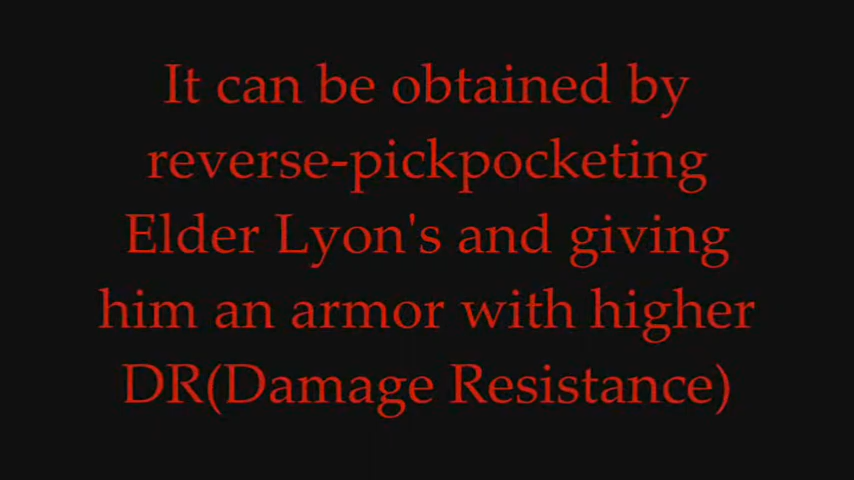 It can be obtained by
reverse-pickpocketing
Elder Lyon's and giving
him an armor with higher
DR(Damage Resistance)